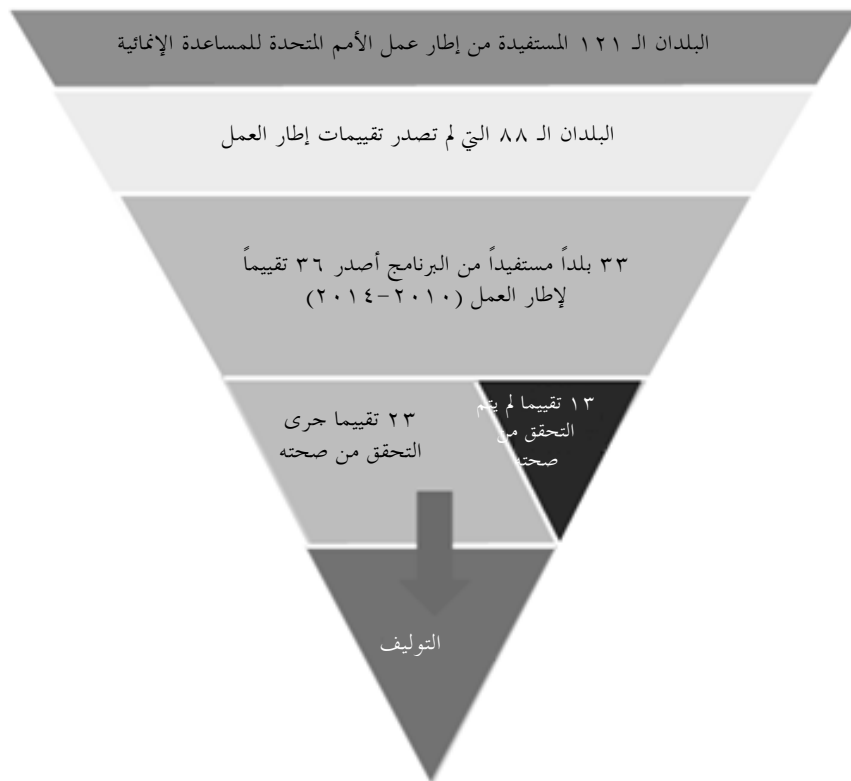 البلدان الـ ١٢١ المستفيدة من إطار عمل الأمم المتحدة للمساعدة الإنمائية
البلدان الـ ٨٨ التي لم تصدر تقييمات إطار العمل
٣٣ بلداً مستفيداً من البرنامج أصدر ٣٦ تقييماً
لإطار العمل (٢٠١٠-٢٠١٤)
١٣ تقييما لم يتم
التحقق من
صحته
٢٣ تقييما جرى
التحقق من صحته
التوليف